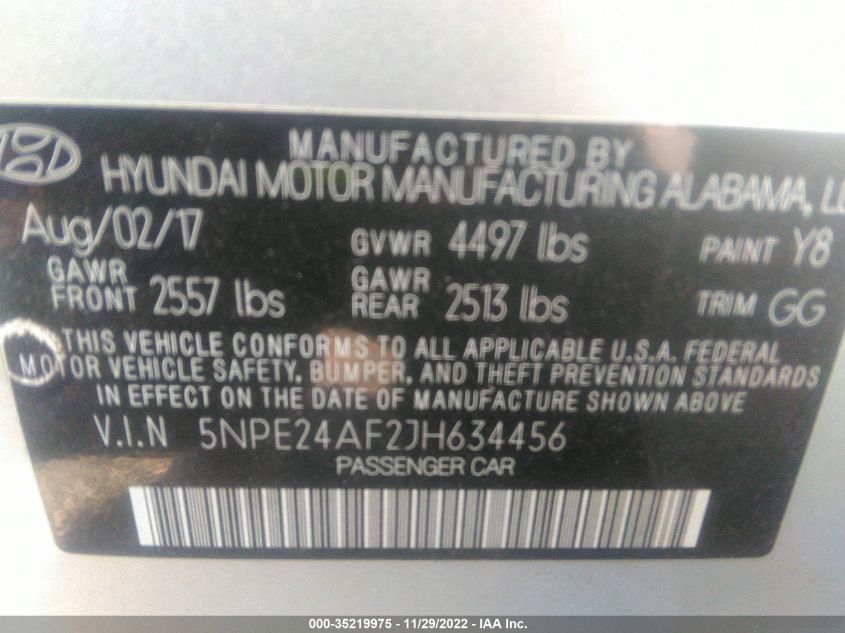 MANUFACTURED BY
HYUNDAI MOTOR MANUFACTURING ALABAMA, LL
Aug/02/17 GVWR 4497 lbs PAINT Y8
GAWR FRONT 2557 lbs GAWR REAR 2513 lbs TRIM GG
THIS VEHICLE CONFORMS TO ALL APPLICABLE U.S.A. FEDERAL
MOTOR VEHICLE SAFETY, BUMPER, AND THEFT PREVENTION STANDARDS
IN EFFECT ON THE DATE OF MANUFACTURE SHOWN ABOVE
V.I.N 5NPE24AF2JH634456
PASSENGER CAR
000-35219975 - 11/29/2022 - IAA Inc.